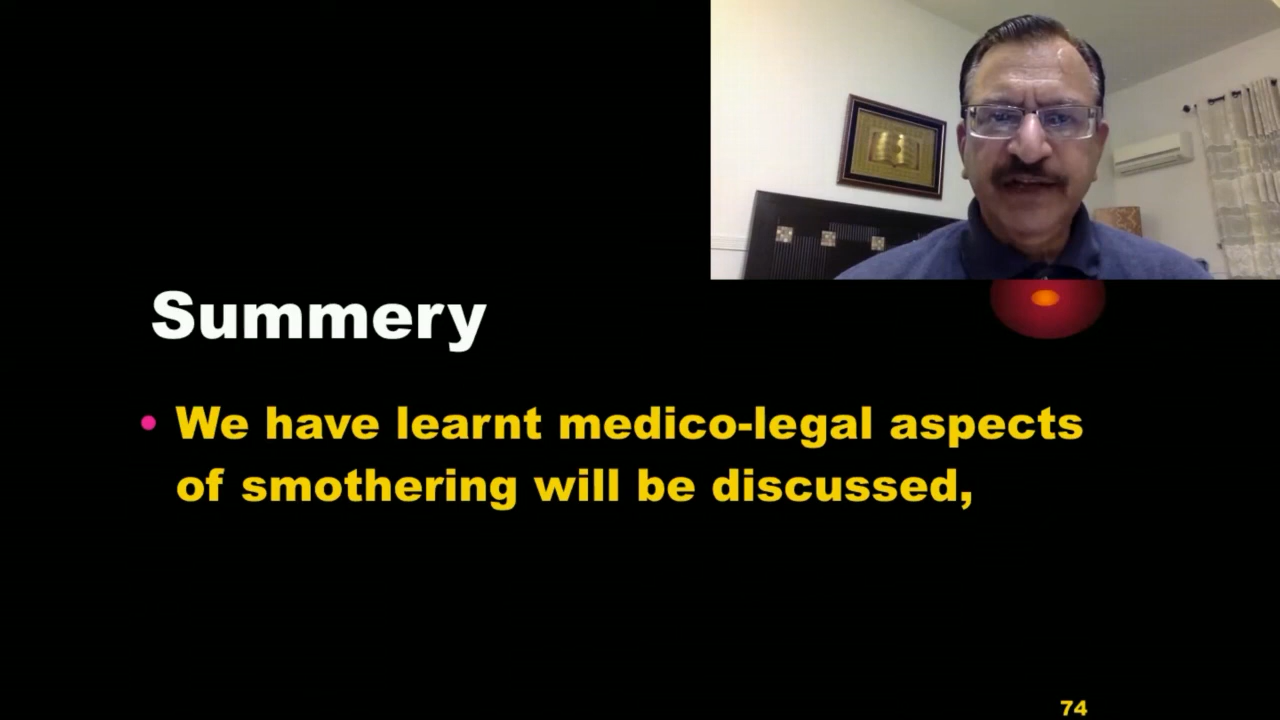 Summery
• We have learnt medico-legal aspects
of smothering will be discussed,
74